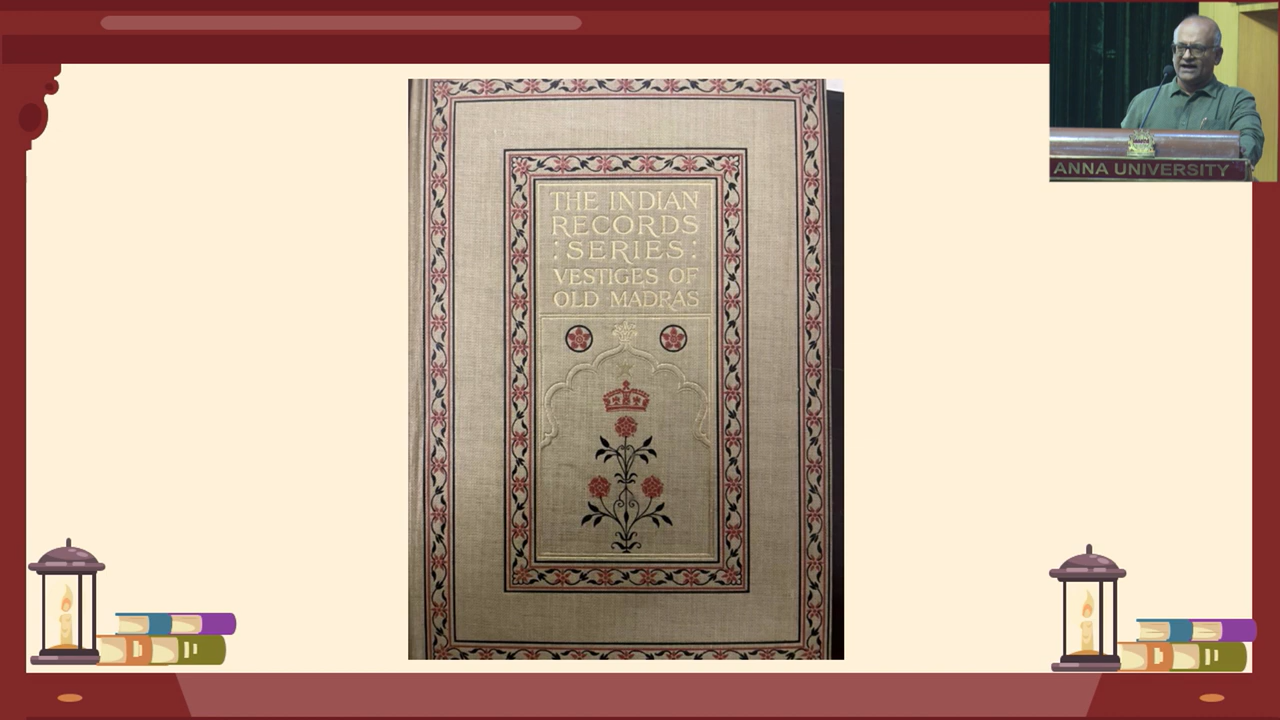 THE INDIAN
RECORDS
: SERIES :
VESTIGES OF
OLD MADRAS
ANNA UNIVERSITY